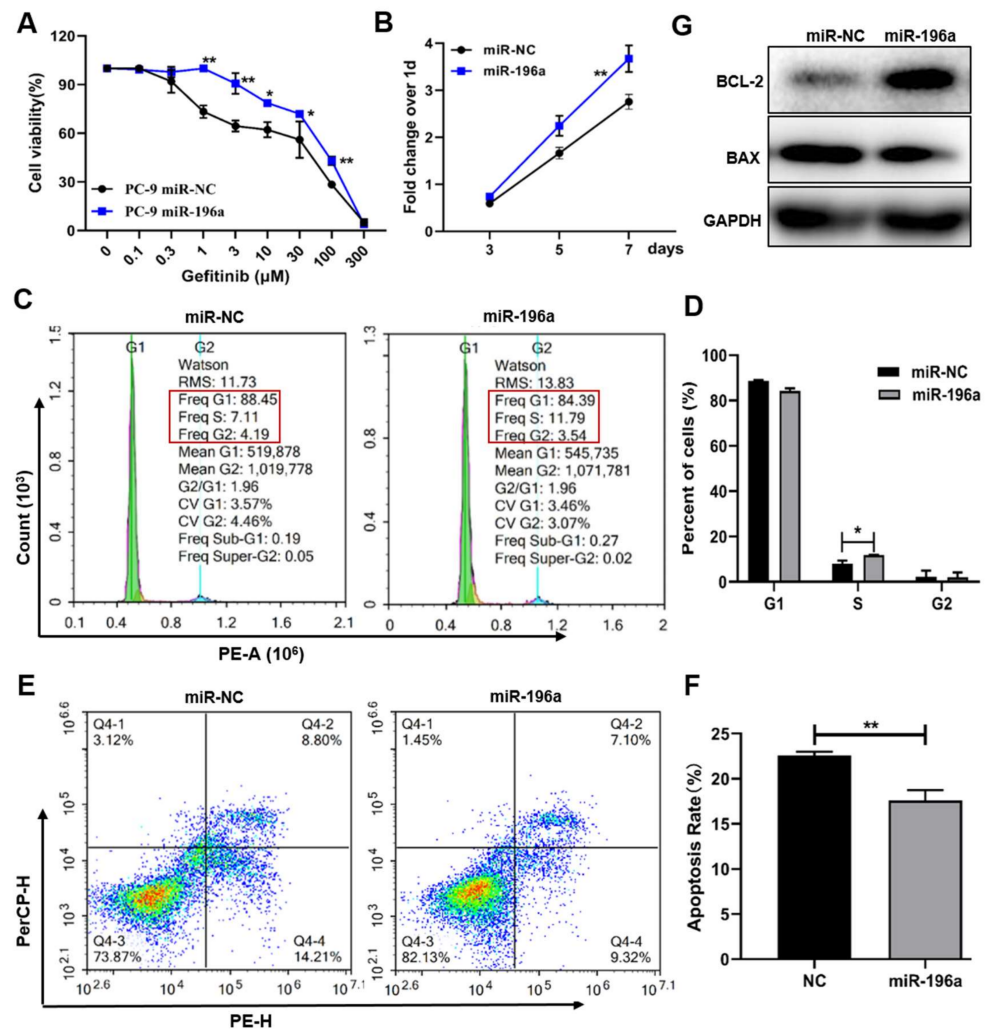 A
120
90
60
30
0
Cell viability(%)
**
**
*
*
**
PC-9 miR-NC
PC-9 miR-196a
0
0.1
0.3
1
3
10
30
100
300
Gefitinib (μM)
B
4
3
2
1
0
Fold change over 1d
miR-NC
miR-196a
**
3
5
7
days
G
miR-NC
miR-196a
BCL-2
BAX
GAPDH
C
miR-NC
1.5
1.2
0.8
0.4
0
Count (10³)
G1
G2
Watson
RMS: 11.73
Freq G1: 88.45
Freq S: 7.11
Freq G2: 4.19
Mean G1: 519,878
Mean G2: 1,019,778
G2/G1: 1.96
CV G1: 3.57%
CV G2: 4.46%
Freq Sub-G1: 0.19
Freq Super-G2: 0.05
0.1
0.4
0.8
1.2
1.6
2.1
miR-196a
1.3
0.8
0.4
0
G1
G2
Watson
RMS: 13.83
Freq G1: 84.39
Freq S: 11.79
Freq G2: 3.54
Mean G1: 545,735
Mean G2: 1,071,781
G2/G1: 1.96
CV G1: 3.46%
CV G2: 3.07%
Freq Sub-G1: 0.27
Freq Super-G2: 0.02
0
0.4
0.8
1.2
1.6
2
PE-A (10⁶)
D
100
80
60
40
20
0
Percent of cells (%)
miR-NC
miR-196a
*
G1
S
G2
E
miR-NC
10^6.6
10^5
10^4
10^3
10^2.1
PerCP-H
Q4-1
3.12%
Q4-2
8.80%
Q4-3
73.87%
Q4-4
14.21%
10^2.6
10^4
10^5
10^6
10^7.1
miR-196a
10^6.6
10^5
10^4
10^3
10^2.1
Q4-1
1.45%
Q4-2
7.10%
Q4-3
82.13%
Q4-4
9.32%
10^2.6
10^4
10^5
10^6
10^7.1
PE-H
F
25
20
15
10
5
0
Apoptosis Rate (%)
**
NC
miR-196a